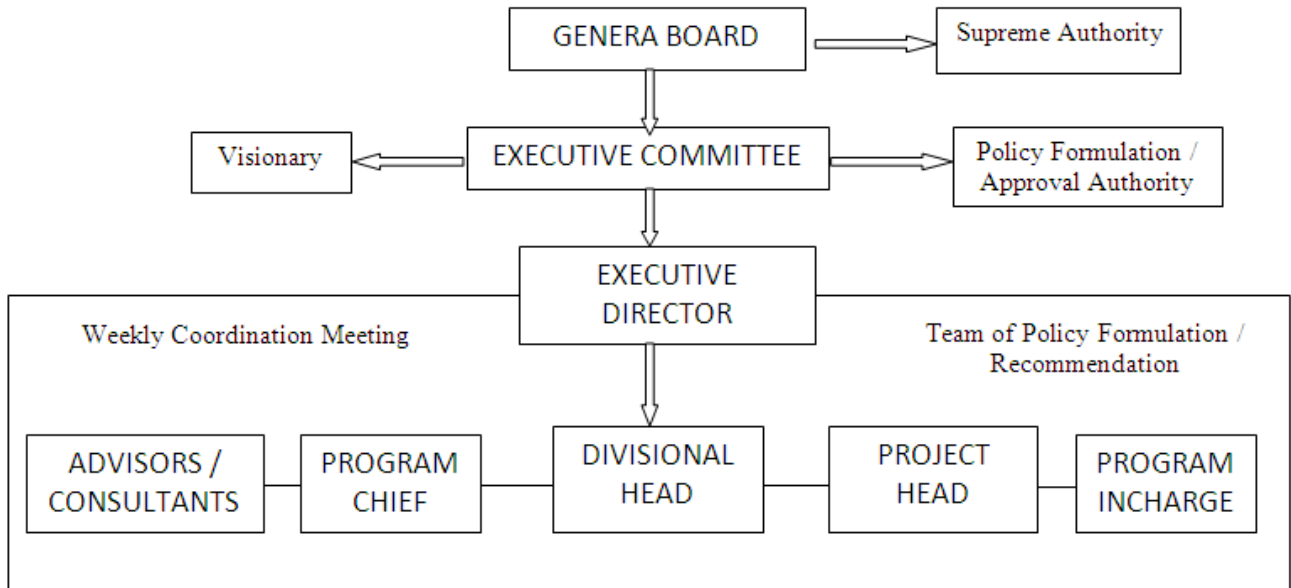 GENERA BOARD
Supreme Authority
Visionary
EXECUTIVE COMMITTEE
Policy Formulation /
Approval Authority
EXECUTIVE
DIRECTOR
Weekly Coordination Meeting
Team of Policy Formulation /
Recommendation
ADVISORS /
CONSULTANTS
PROGRAM
CHIEF
DIVISIONAL
HEAD
PROJECT
HEAD
PROGRAM
INCHARGE